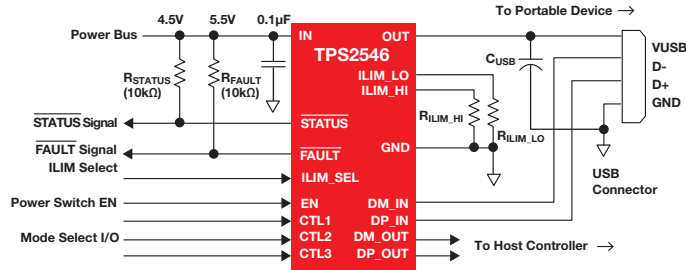 To Portable Device →
4.5V 5.5V 0.1µF
Power Bus IN OUT
TPS2546
VUSB
CUSB
D-
RSTATUS RFAULT ILIM_LO
(10kΩ) (10kΩ) ILIM_HI
D+
GND
STATUS Signal STATUS RILIM_HI RILIM_LO
FAULT Signal FAULT GND
ILIM Select ILIM_SEL
USB
Connector
Power Switch EN EN DM_IN
CTL1 DP_IN
Mode Select I/O CTL2 DM_OUT To Host Controller →
CTL3 DP_OUT